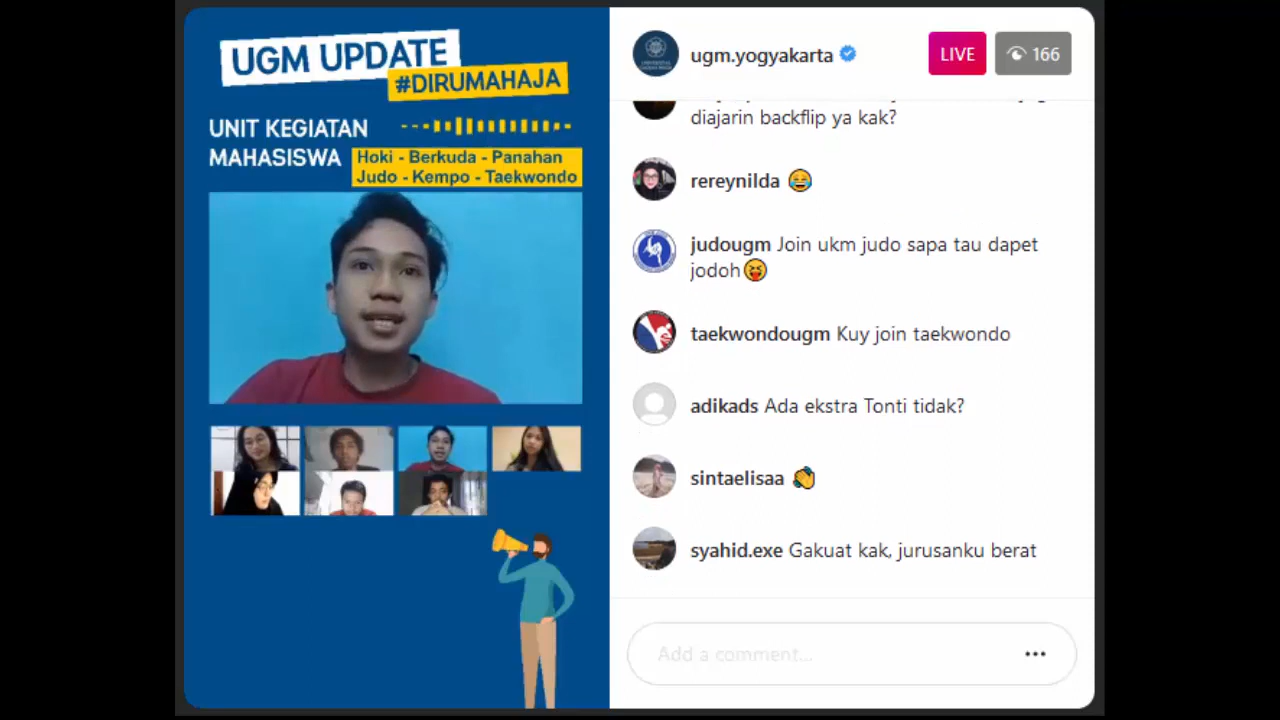 UGM UPDATE
#DIRUMAHAJA
UNIT KEGIATAN
MAHASISWA
Hoki - Berkuda - Panahan
Judo - Kempo - Taekwondo
ugm.yogyakarta
LIVE
166
diajarin backflip ya kak?
rereynilda 😂
judougm Join ukm judo sapa tau dapet
jodoh😝
taekwondougm Kuy join taekwondo
adikads Ada ekstra Tonti tidak?
sintaelisaa 👏
syahid.exe Gakuat kak, jurusanku berat
Add a comment...